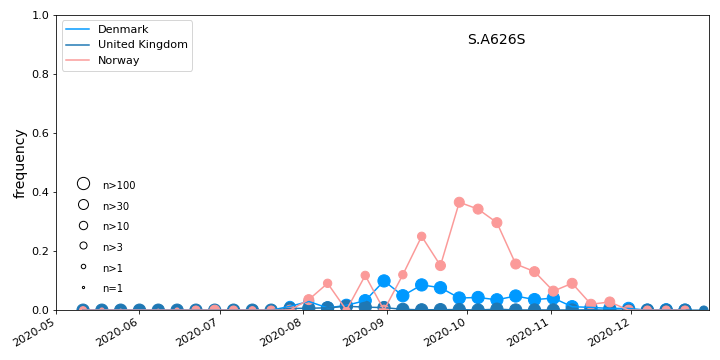 1.0
0.8
0.6
0.4
0.2
0.0
frequency
Denmark
United Kingdom
Norway
S.A626S
n>100
n>30
n>10
n>3
n>1
n=1
2020-05
2020-06
2020-07
2020-08
2020-09
2020-10
2020-11
2020-12